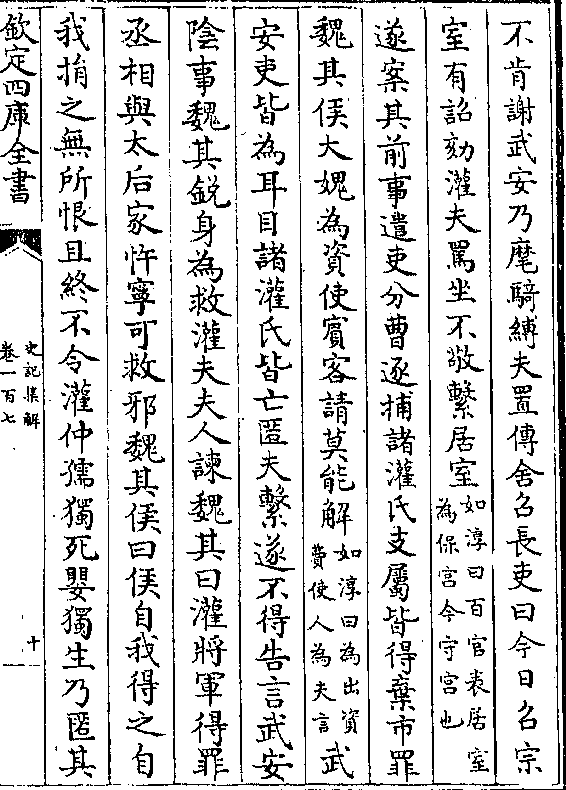 不肯謝武安乃麾騎縛夫置傳舍召長吏曰今日召宗
室有詔劾灌夫罵坐不敬繫居室如淳曰百官表居室為保宫今守宫也
遂案其前事遣吏分曹逐捕諸灌氏支屬皆得棄市罪
魏其侯大媿為資使賓客請莫能解如淳曰為出資費使人為夫言武
安吏皆為耳目諸灌氏皆亡匿夫繫遂不得告言武安
陰事魏其鋭身為救灌夫夫人諫魏其曰灌將軍得罪
丞相與太后家忤寧可救邪魏其侯曰侯自我得之自
我捐之無所恨且終不令灌仲孺獨死嬰獨生乃匿其
欽定四庫全書
史記集解
卷一百七
十